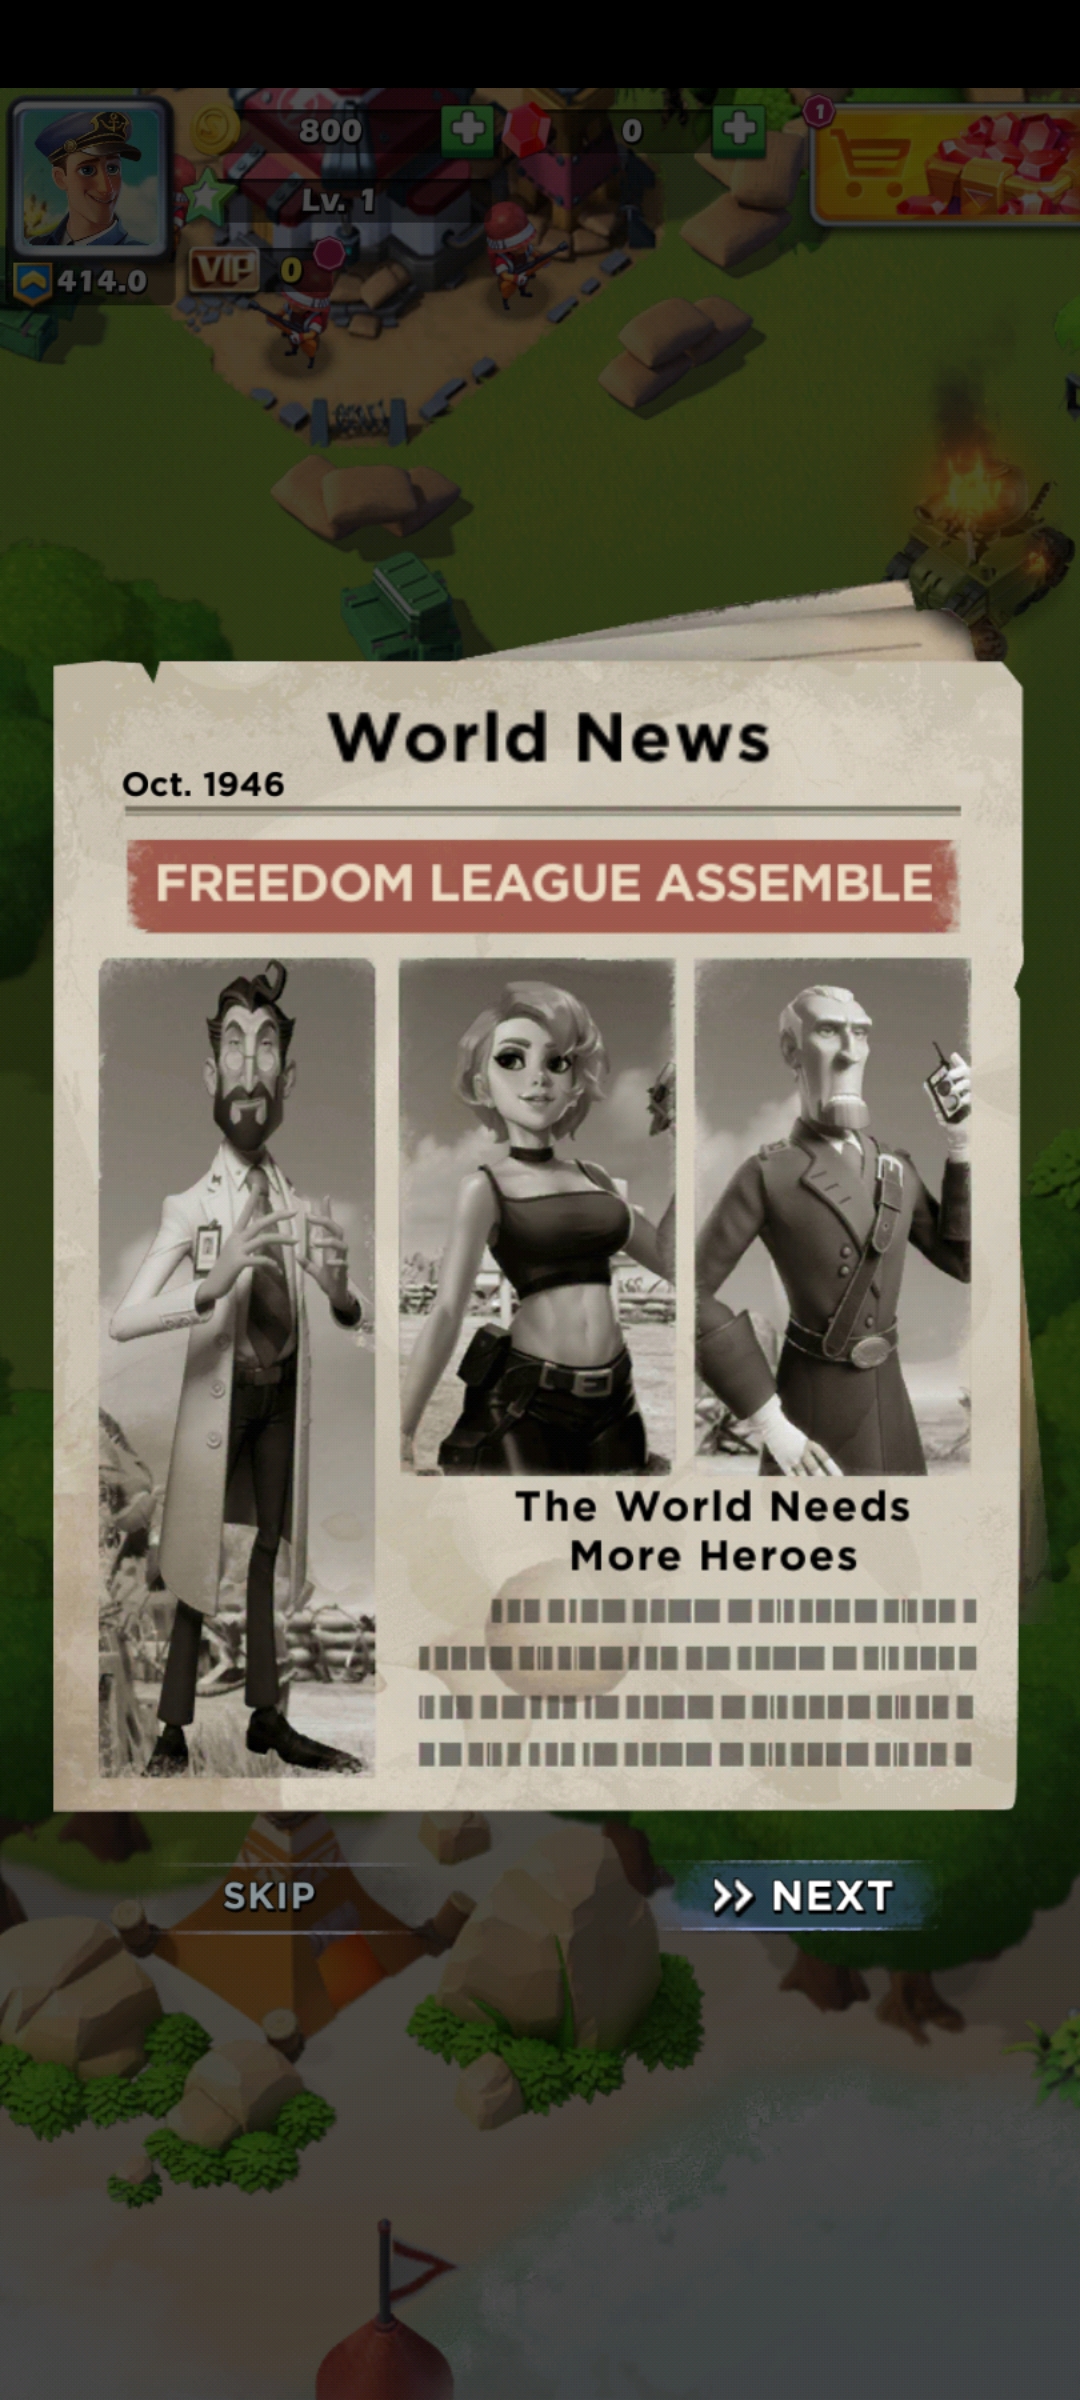 800
0
1
Lv. 1
414.0
VIP 0
World News
Oct. 1946
FREEDOM LEAGUE ASSEMBLE
The World Needs
More Heroes
SKIP
NEXT